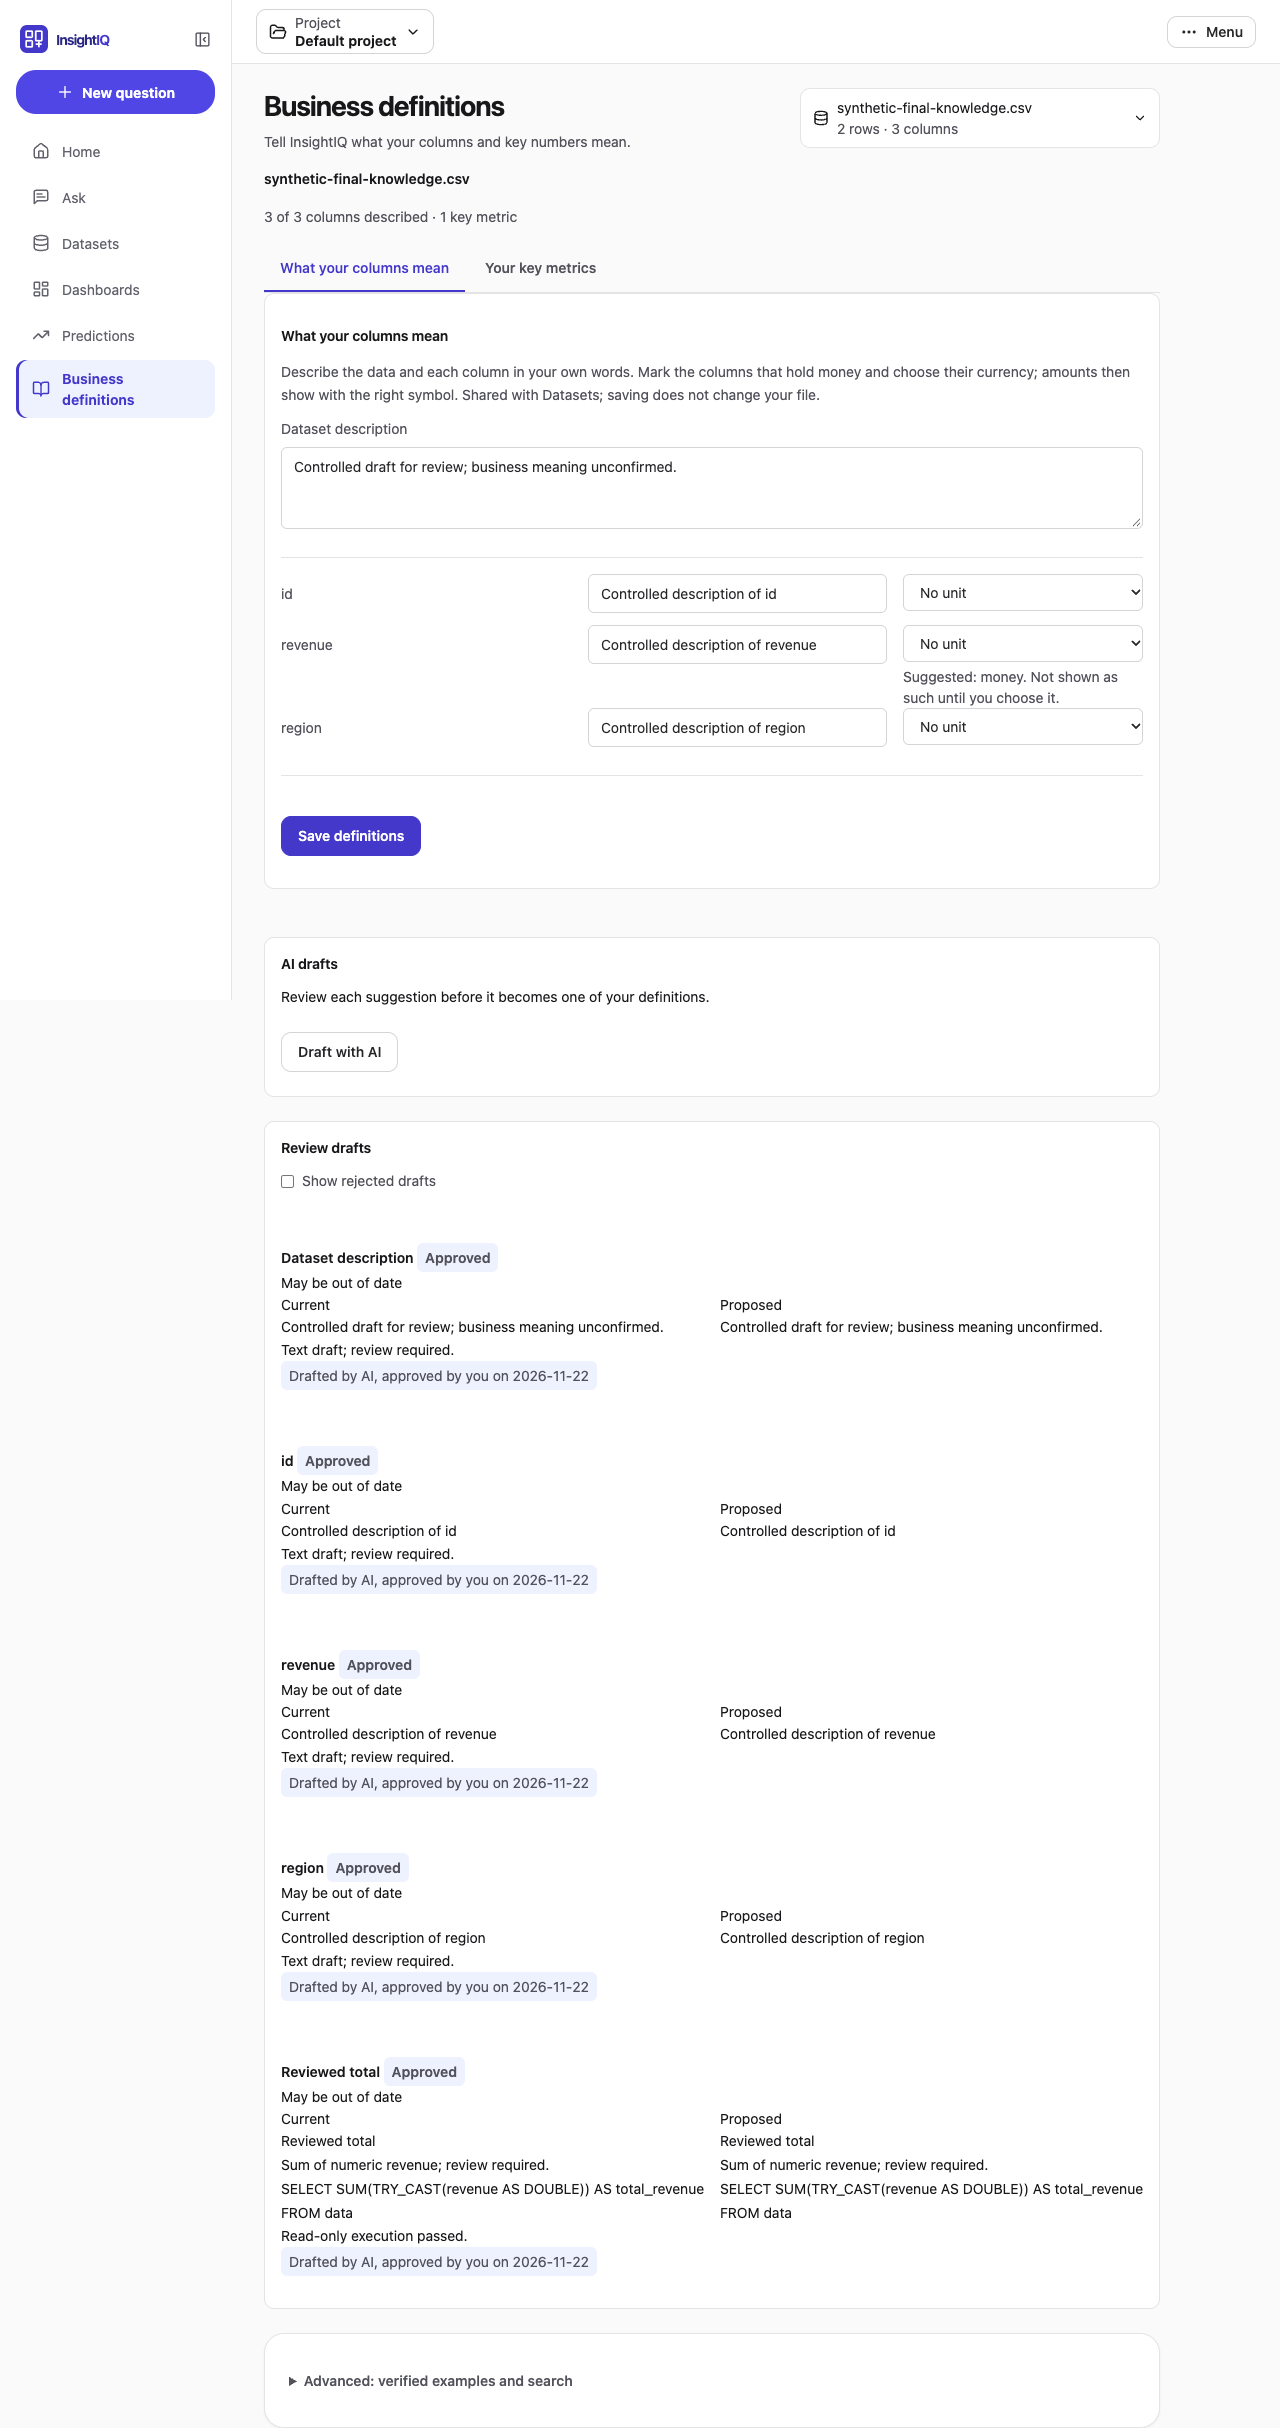 InsightIQ
New question
Home
Ask
Datasets
Dashboards
Predictions
Business
definitions
Project
Default project
Menu
Business definitions
Tell InsightIQ what your columns and key numbers mean.
synthetic-final-knowledge.csv
2 rows · 3 columns
synthetic-final-knowledge.csv
3 of 3 columns described · 1 key metric
What your columns mean
Your key metrics
What your columns mean
Describe the data and each column in your own words. Mark the columns that hold money and choose their currency; amounts then
show with the right symbol. Shared with Datasets; saving does not change your file.
Dataset description
Controlled draft for review; business meaning unconfirmed.
id
Controlled description of id
No unit
revenue
Controlled description of revenue
No unit
Suggested: money. Not shown as
such until you choose it.
region
Controlled description of region
No unit
Save definitions
AI drafts
Review each suggestion before it becomes one of your definitions.
Draft with AI
Review drafts
Show rejected drafts
Dataset description Approved
May be out of date
Current
Proposed
Controlled draft for review; business meaning unconfirmed.
Controlled draft for review; business meaning unconfirmed.
Text draft; review required.
Drafted by AI, approved by you on 2026-11-22
id Approved
May be out of date
Current
Proposed
Controlled description of id
Controlled description of id
Text draft; review required.
Drafted by AI, approved by you on 2026-11-22
revenue Approved
May be out of date
Current
Proposed
Controlled description of revenue
Controlled description of revenue
Text draft; review required.
Drafted by AI, approved by you on 2026-11-22
region Approved
May be out of date
Current
Proposed
Controlled description of region
Controlled description of region
Text draft; review required.
Drafted by AI, approved by you on 2026-11-22
Reviewed total Approved
May be out of date
Current
Proposed
Reviewed total
Reviewed total
Sum of numeric revenue; review required.
Sum of numeric revenue; review required.
SELECT SUM(TRY_CAST(revenue AS DOUBLE)) AS total_revenue
FROM data
SELECT SUM(TRY_CAST(revenue AS DOUBLE)) AS total_revenue
FROM data
Read-only execution passed.
Drafted by AI, approved by you on 2026-11-22
Advanced: verified examples and search